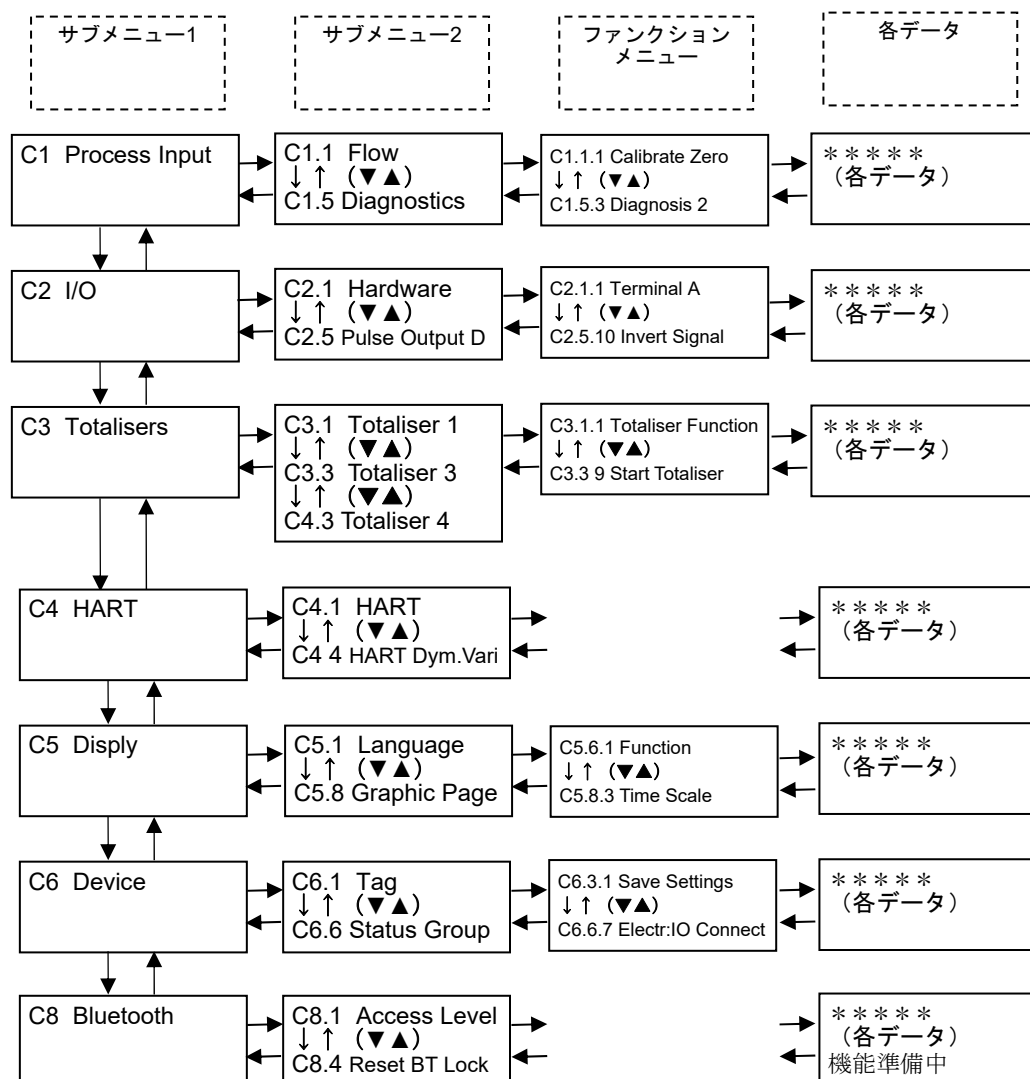 サブメニュー1
サブメニュー2
ファンクション
メニュー
各データ
C1 Process Input
C1.1 Flow
↓ ↑ (▼▲)
C1.5 Diagnostics
C1.1.1 Calibrate Zero
↓ ↑ (▼▲)
C1.5.3 Diagnosis 2
*****
(各データ)
C2 I/O
C2.1 Hardware
↓ ↑ (▼▲)
C2.5 Pulse Output D
C2.1.1 Terminal A
↓ ↑ (▼▲)
C2.5.10 Invert Signal
*****
(各データ)
C3 Totalisers
C3.1 Totaliser 1
↓ ↑ (▼▲)
C3.3 Totaliser 3
↓ ↑ (▼▲)
C4.3 Totaliser 4
C3.1.1 Totaliser Function
↓ ↑ (▼▲)
C3.3 9 Start Totaliser
*****
(各データ)
C4 HART
C4.1 HART
↓ ↑ (▼▲)
C4 4 HART Dym.Vari
*****
(各データ)
C5 Disply
C5.1 Language
↓ ↑ (▼▲)
C5.8 Graphic Page
C5.6.1 Function
↓ ↑ (▼▲)
C5.8.3 Time Scale
*****
(各データ)
C6 Device
C6.1 Tag
↓ ↑ (▼▲)
C6.6 Status Group
C6.3.1 Save Settings
↓ ↑ (▼▲)
C6.6.7 Electr:IO Connect
*****
(各データ)
C8 Bluetooth
C8.1 Access Level
↓ ↑ (▼▲)
C8.4 Reset BT Lock
*****
(各データ)
機能準備中